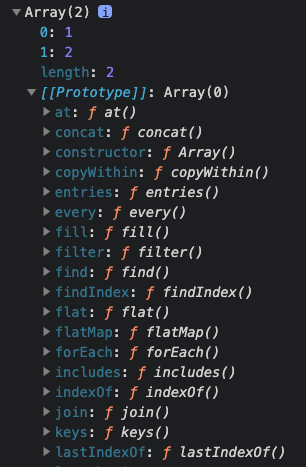 ▼ Array(2) i
0: 1
1: 2
length: 2
▼ [[Prototype]]: Array(0)
▶ at: ƒ at()
▶ concat: ƒ concat()
▶ constructor: ƒ Array()
▶ copyWithin: ƒ copyWithin()
▶ entries: ƒ entries()
▶ every: ƒ every()
▶ fill: ƒ fill()
▶ filter: ƒ filter()
▶ find: ƒ find()
▶ findIndex: ƒ findIndex()
▶ flat: ƒ flat()
▶ flatMap: ƒ flatMap()
▶ forEach: ƒ forEach()
▶ includes: ƒ includes()
▶ indexOf: ƒ indexOf()
▶ join: ƒ join()
▶ keys: ƒ keys()
▶ lastIndexOf: ƒ lastIndexOf()